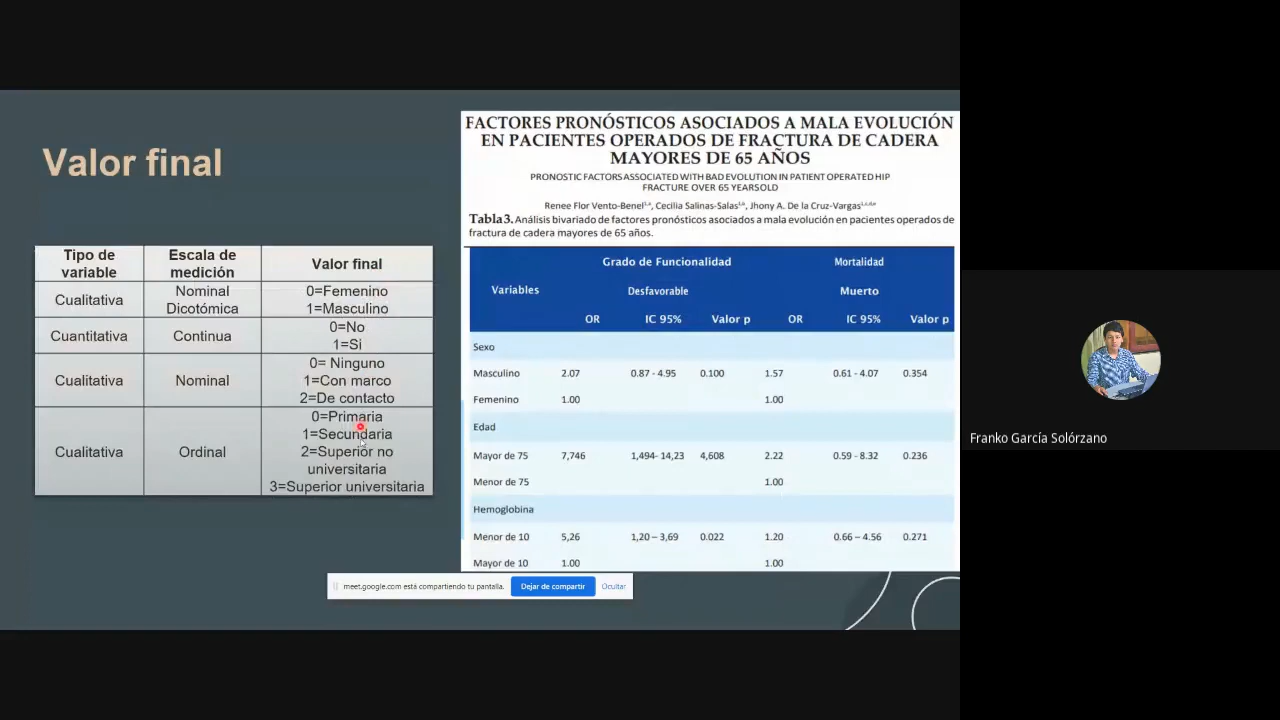 Valor final
Tipo de variable Escala de medición Valor final
Cualitativa Nominal Dicotómica 0=Femenino
1=Masculino
Cuantitativa Continua 0=No
1=Si
Cualitativa Nominal 0= Ninguno
1=Con marco
2=De contacto
Cualitativa Ordinal 0=Primaria
1=Secundaria
2=Superior no
universitaria
3=Superior universitaria
FACTORES PRONÓSTICOS ASOCIADOS A MALA EVOLUCIÓN
EN PACIENTES OPERADOS DE FRACTURA DE CADERA
MAYORES DE 65 AÑOS
PRONOSTIC FACTORS ASSOCIATED WITH BAD EVOLUTION IN PATIENT OPERATED HIP
FRACTURE OVER 65 YEARSOLD
Renee Flor Vento-Benel, Cecilia Salinas-Salas, Jhony A. De la Cruz-Vargas
Tabla 3. Análisis bivariado de factores pronósticos asociados a mala evolución en pacientes operados de
fractura de cadera mayores de 65 años.
Grado de Funcionalidad Mortalidad
Variables Desfavorable Muerto
OR IC 95% Valor p OR IC 95% Valor p
Sexo
Masculino 2.07 0.87 - 4.95 0.100 1.57 0.61 - 4.07 0.354
Femenino 1.00 1.00
Edad
Mayor de 75 7,746 1,494- 14,23 4,608 2.22 0.59 - 8.32 0.236
Menor de 75 1.00
Hemoglobina
Menor de 10 5,26 1,20 – 3,69 0.022 1.20 0.66 – 4.56 0.271
Mayor de 10 1.00 1.00
meet.google.com está compartiendo tu pantalla. Dejar de compartir Ocultar
Franko García Solórzano